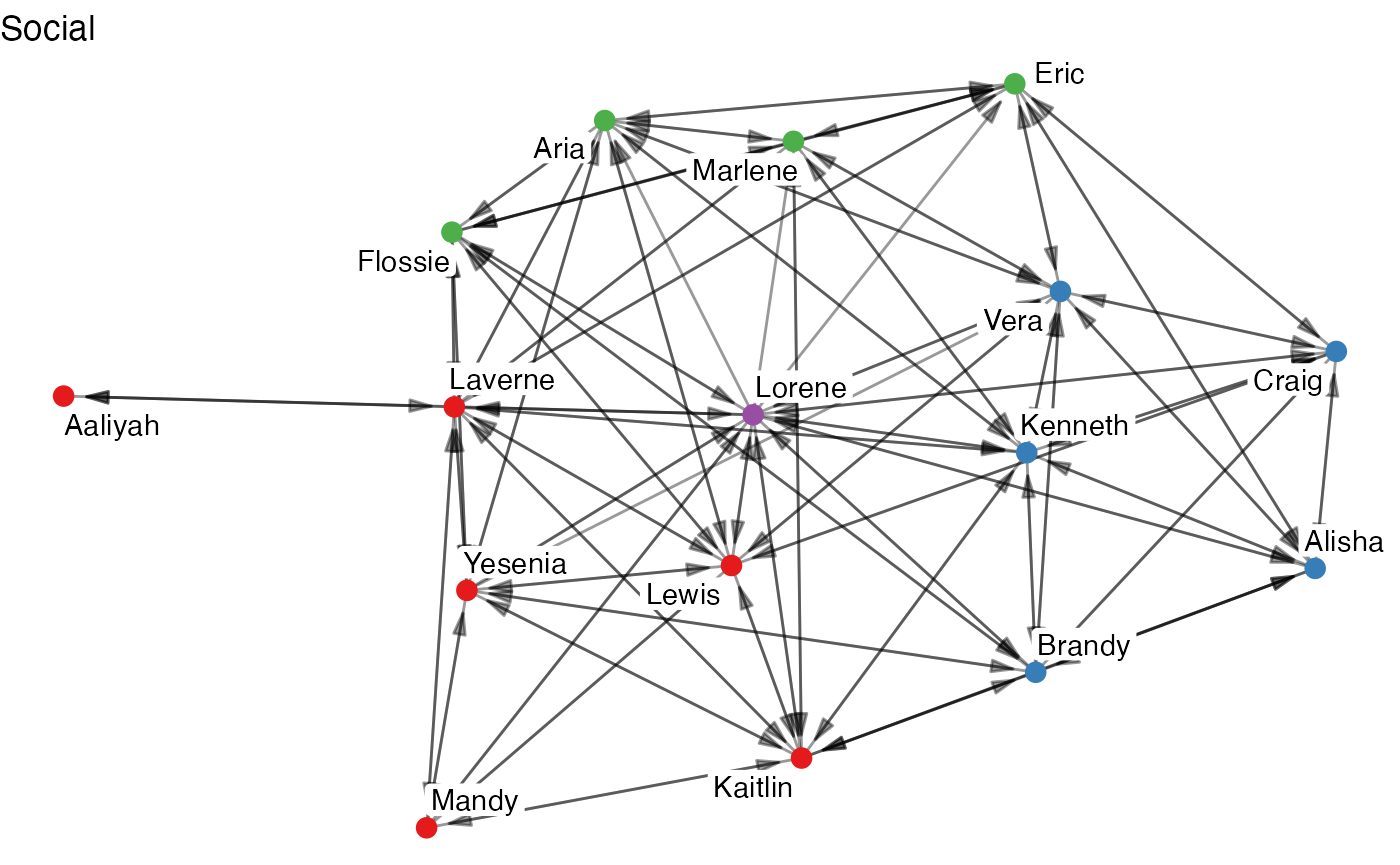 Social
Eric
Aria
Marlene
Flossie
Vera
Laverne
Lorene
Craig
Aaliyah
Kenneth
Alisha
Yesenia
Lewis
Brandy
Kaitlin
Mandy